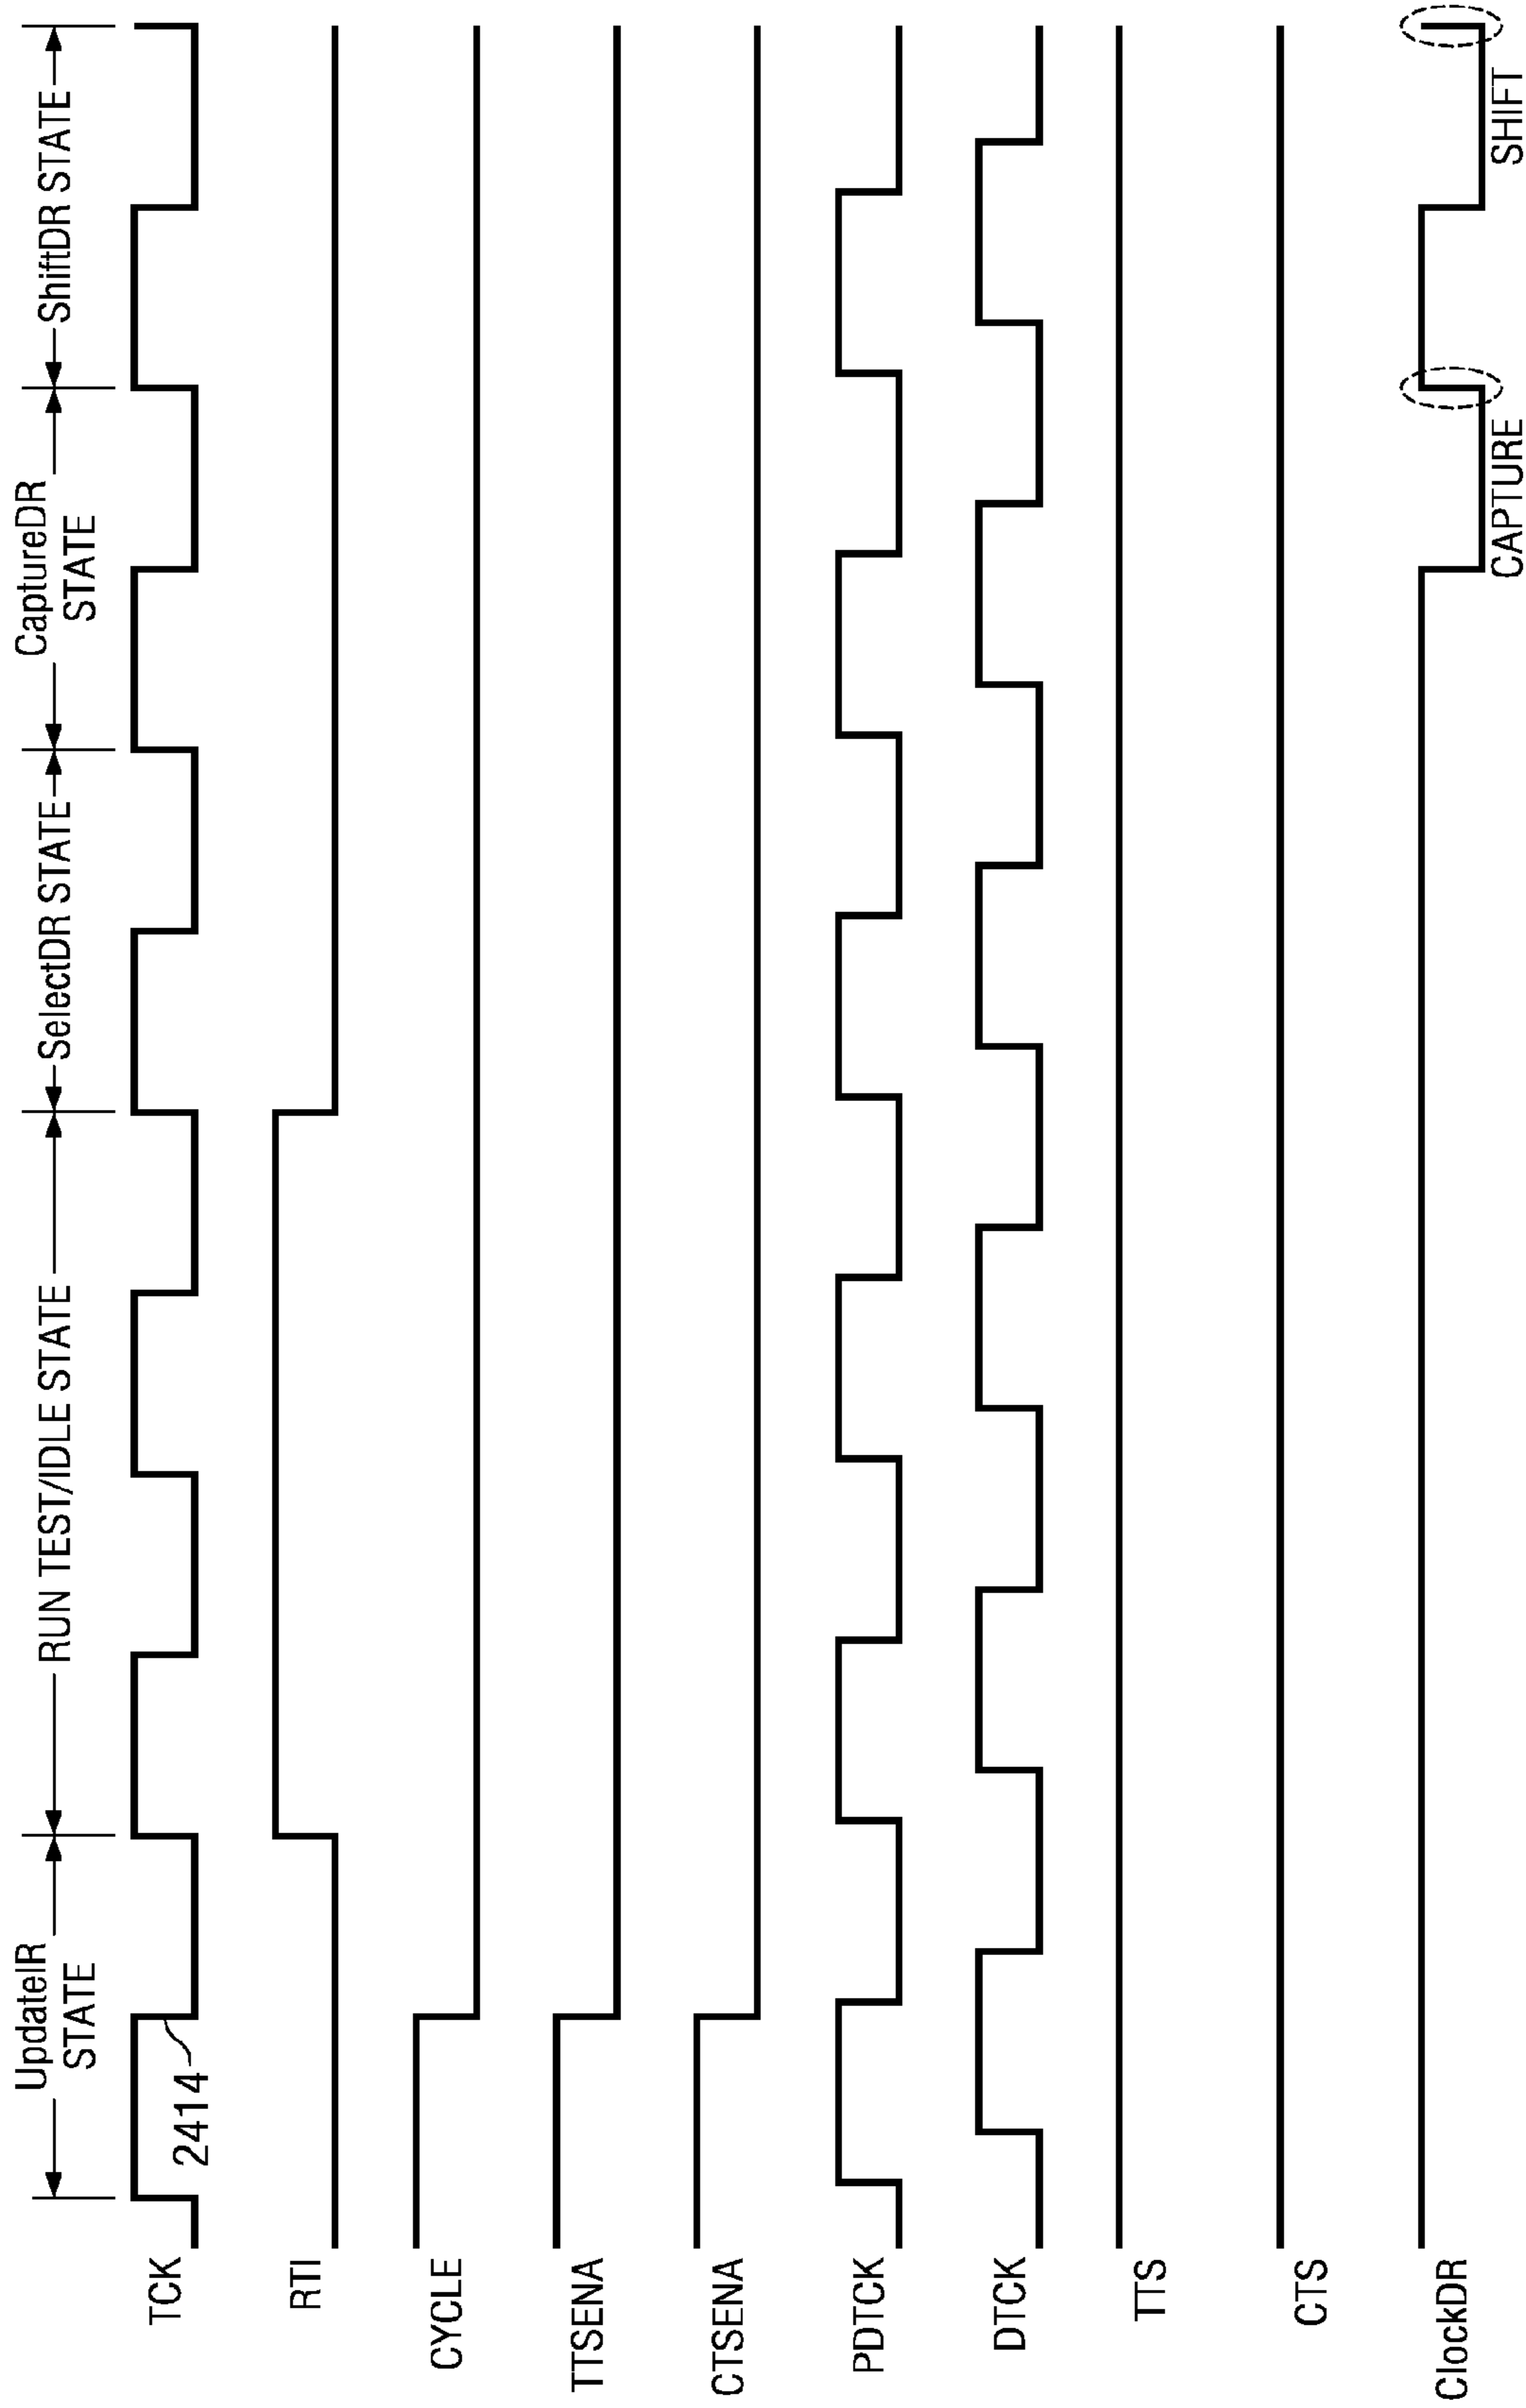 UpdateIR
STATE
RUN TEST/IDLE STATE
SelectDR STATE
CaptureDR
STATE
ShiftDR STATE
TCK
2414
RTI
CYCLE
TTSENA
CTSENA
PDTCK
DTCK
TTS
CTS
ClockDR
CAPTURE
SHIFT